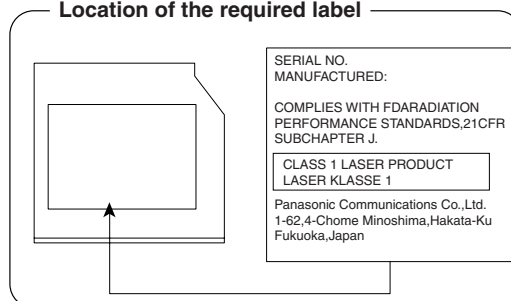 Location of the required label
SERIAL NO.
MANUFACTURED:
COMPLIES WITH FDARADIATION
PERFORMANCE STANDARDS,21CFR
SUBCHAPTER J.
CLASS 1 LASER PRODUCT
LASER KLASSE 1
Panasonic Communications Co.,Ltd.
1-62,4-Chome Minoshima,Hakata-Ku
Fukuoka,Japan